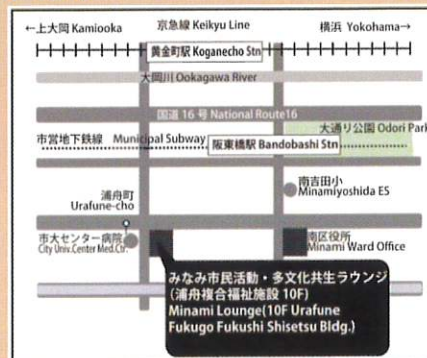 ←上大岡 Kamiooka 京急線 Keikyu Line 横浜 Yokohama→
黄金町駅 Koganecho Stn
大岡川 Ookagawa River
国道 16 号 National Route16
大通り公園 Odori Park
市営地下鉄線 Municipal Subway 阪東橋駅 Bandobashi Stn
浦舟町
Urafune-cho
南吉田小
Minamiyoshida ES
市大センター病院
City Univ.Center Med.Ctr.
南区役所
Minami Ward Office
みなみ市民活動・多文化共生ラウンジ
(浦舟複合福祉施設 10F)
Minami Lounge(10F Urafune
Fukugo Fukushi Shisetsu Bldg.)